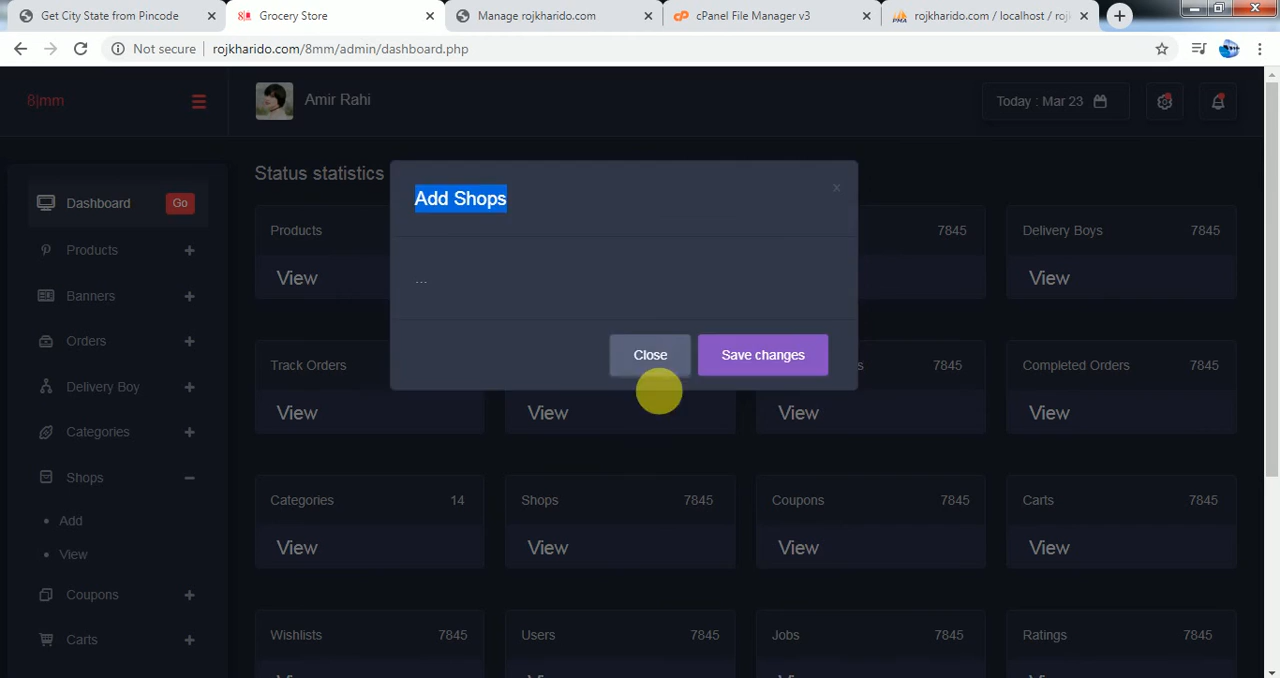 Get City State from Pincode
Grocery Store
Manage rojkharido.com
cPanel File Manager v3
rojkharido.com / localhost / roj
Not secure rojkharido.com/8mm/admin/dashboard.php
8|mm
Amir Rahi
Today : Mar 23
Dashboard Go
Products
Banners
Orders
Delivery Boy
Categories
Shops
Add
View
Coupons
Carts
Status statistics
Add Shops
x
...
Close Save changes
Products 7845 Delivery Boys 7845
View View
Track Orders s 7845 Completed Orders 7845
View View View View
Categories 14 Shops 7845 Coupons 7845 Carts 7845
View View View View
Wishlists 7845 Users 7845 Jobs 7845 Ratings 7845